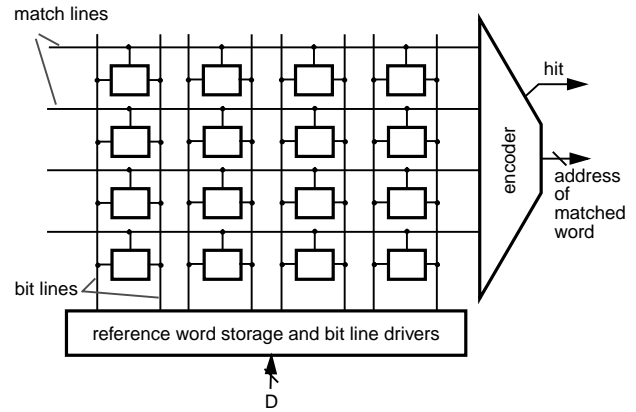 match lines
hit
encoder
address
of
matched
word
bit lines
reference word storage and bit line drivers
D